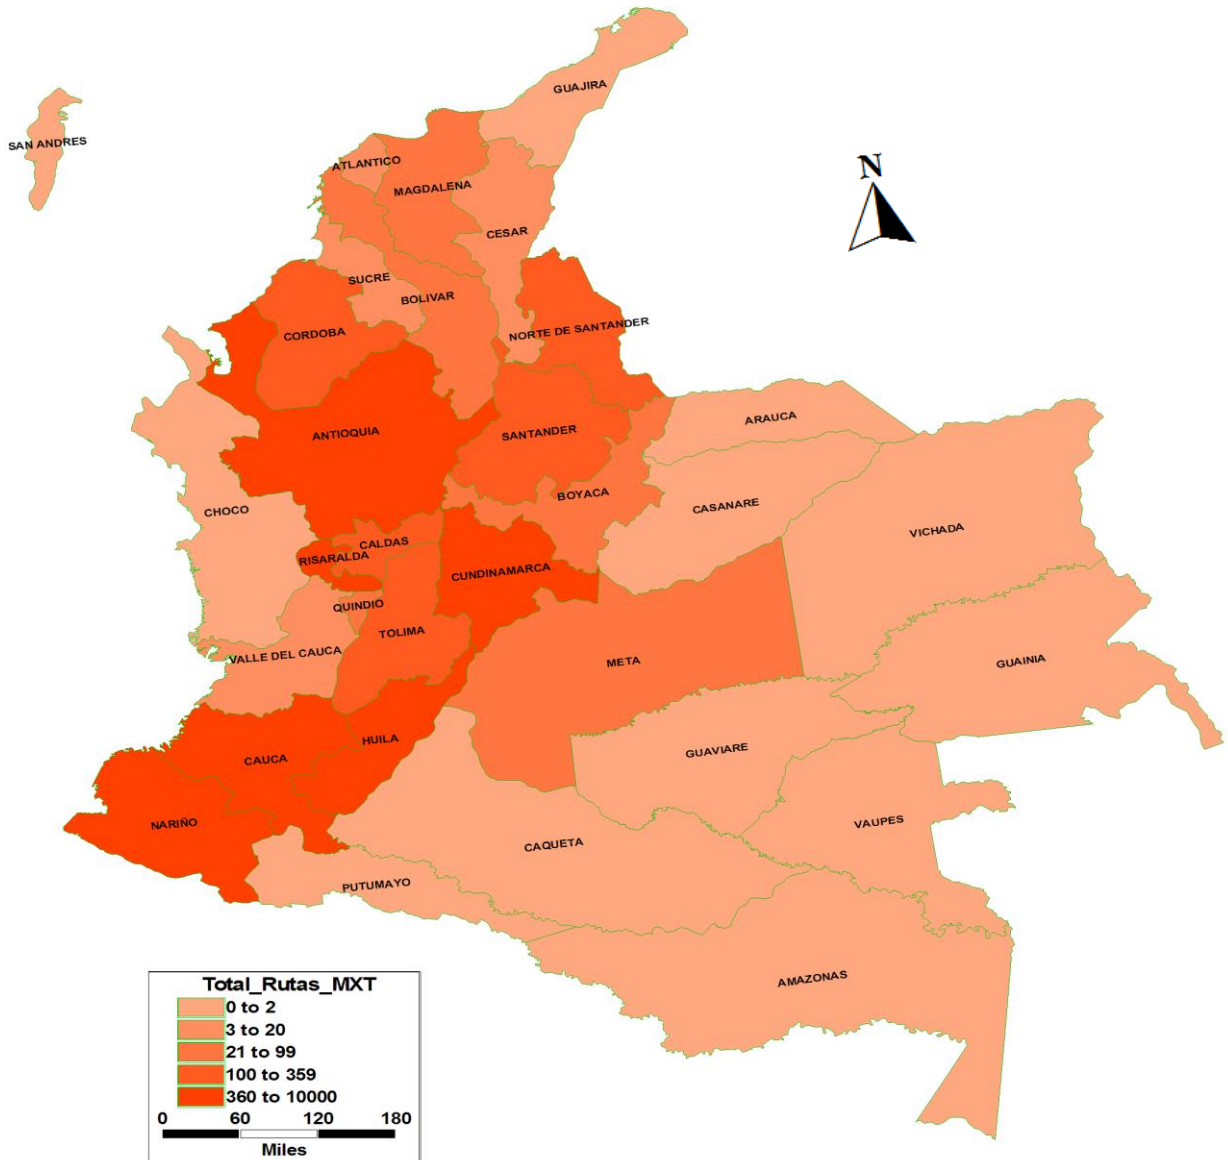 GUAJIRA
SAN ANDRES
ATLANTICO
N
MAGDALENA
CESAR
SUCRE
BOLIVAR
CORDOBA
NORTE DE SANTANDER
ARAUCA
ANTIOQUIA
SANTANDER
BOYACA
CASANARE
CHOCO
VICHADA
CALDAS
RISARALDA
CUNDINAMARCA
QUINDIO
TOLIMA
VALLE DEL CAUCA
META
GUAINIA
HUILA
CAUCA
GUAVIARE
NARIÑO
VAUPES
CAQUETA
PUTUMAYO
AMAZONAS
Total_Rutas_MXT
0 to 2
3 to 20
21 to 99
100 to 359
360 to 10000
0 60 120 180
Miles